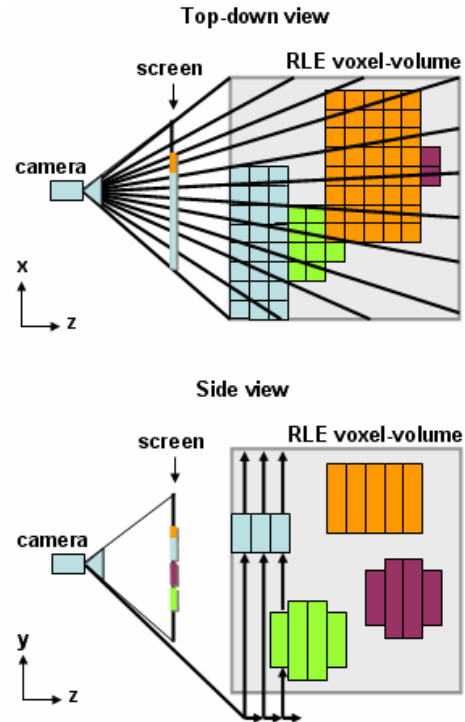 Top-down view
RLE voxel-volume
screen
camera
x
z
Side view
RLE voxel-volume
screen
camera
y
z